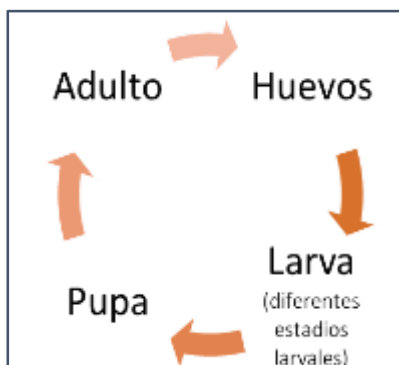 Adulto
Huevos
Larva
(diferentes
estadios
larvales)
Pupa